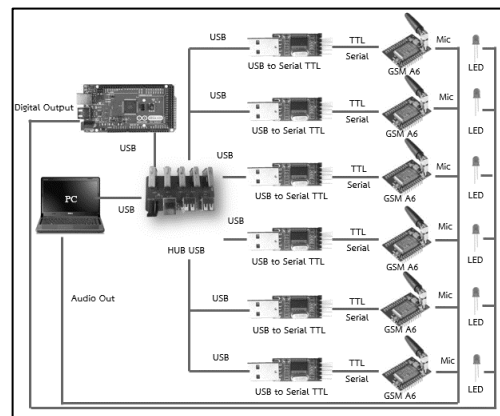 USB
TTL
Serial
Mic
USB to Serial TTL
GSM A6
LED
Digital Output
USB
TTL
Serial
Mic
USB to Serial TTL
GSM A6
LED
USB
USB
TTL
Serial
Mic
USB to Serial TTL
GSM A6
LED
PC
USB
USB
TTL
Serial
Mic
USB to Serial TTL
GSM A6
LED
HUB USB
Audio Out
USB
TTL
Serial
Mic
USB to Serial TTL
GSM A6
LED
USB
TTL
Serial
Mic
USB to Serial TTL
GSM A6
LED